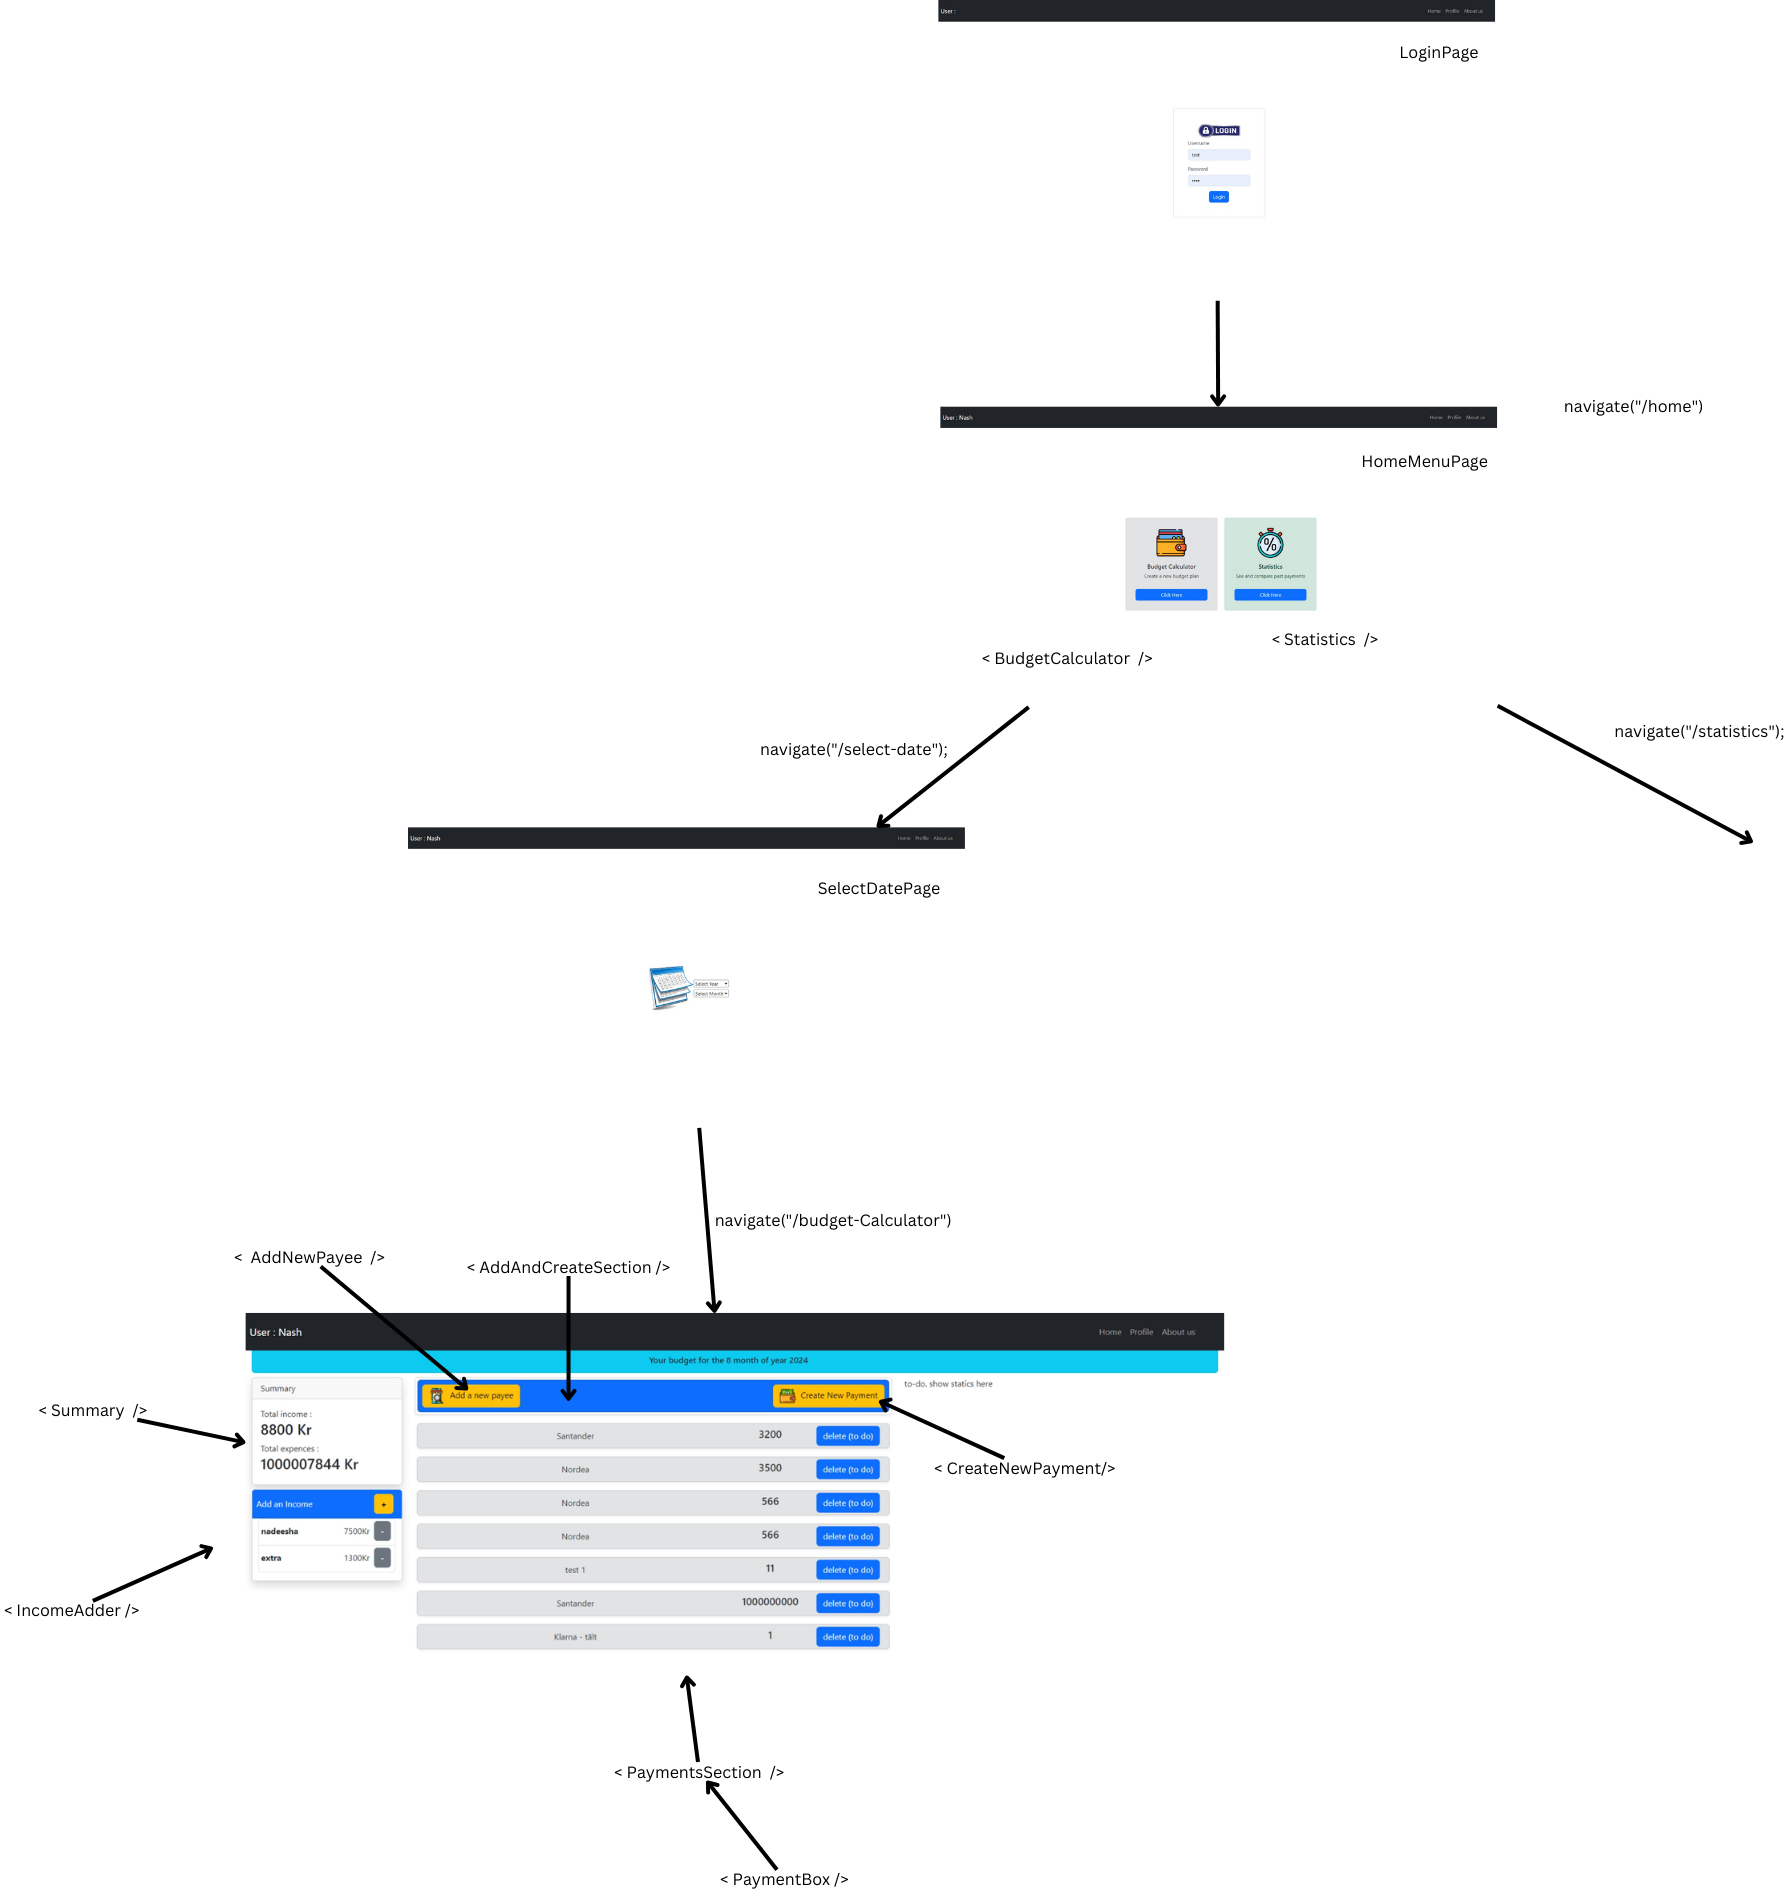 User :
Home Profile About us
LoginPage
LOGIN
Username
test
Password
Login
User : Nash
Home Profile About us
navigate("/home")
HomeMenuPage
%
Budget Calculator
Create a new budget plan
Click Here
Statistics
See and compare past payments
Click Here
< Statistics />
< BudgetCalculator />
navigate("/statistics");
navigate("/select-date");
User : Nash
Home Profile About us
SelectDatePage
Select Year
Select Month
navigate("/budget-Calculator")
< AddNewPayee />
< AddAndCreateSection />
User : Nash
Home Profile About us
Your budget for the 8 month of year 2024
< Summary />
Summary
Total income :
8800 Kr
Total expences :
1000007844 Kr
Add a new payee
Create New Payment
to-do. show statics here
< CreateNewPayment/>
Add an Income +
nadeesha 7500Kr -
extra 1300Kr -
< IncomeAdder />
Santander 3200 delete (to do)
Nordea 3500 delete (to do)
Nordea 566 delete (to do)
Nordea 566 delete (to do)
test 1 11 delete (to do)
Santander 1000000000 delete (to do)
Klarna - tält 1 delete (to do)
< PaymentsSection />
< PaymentBox />